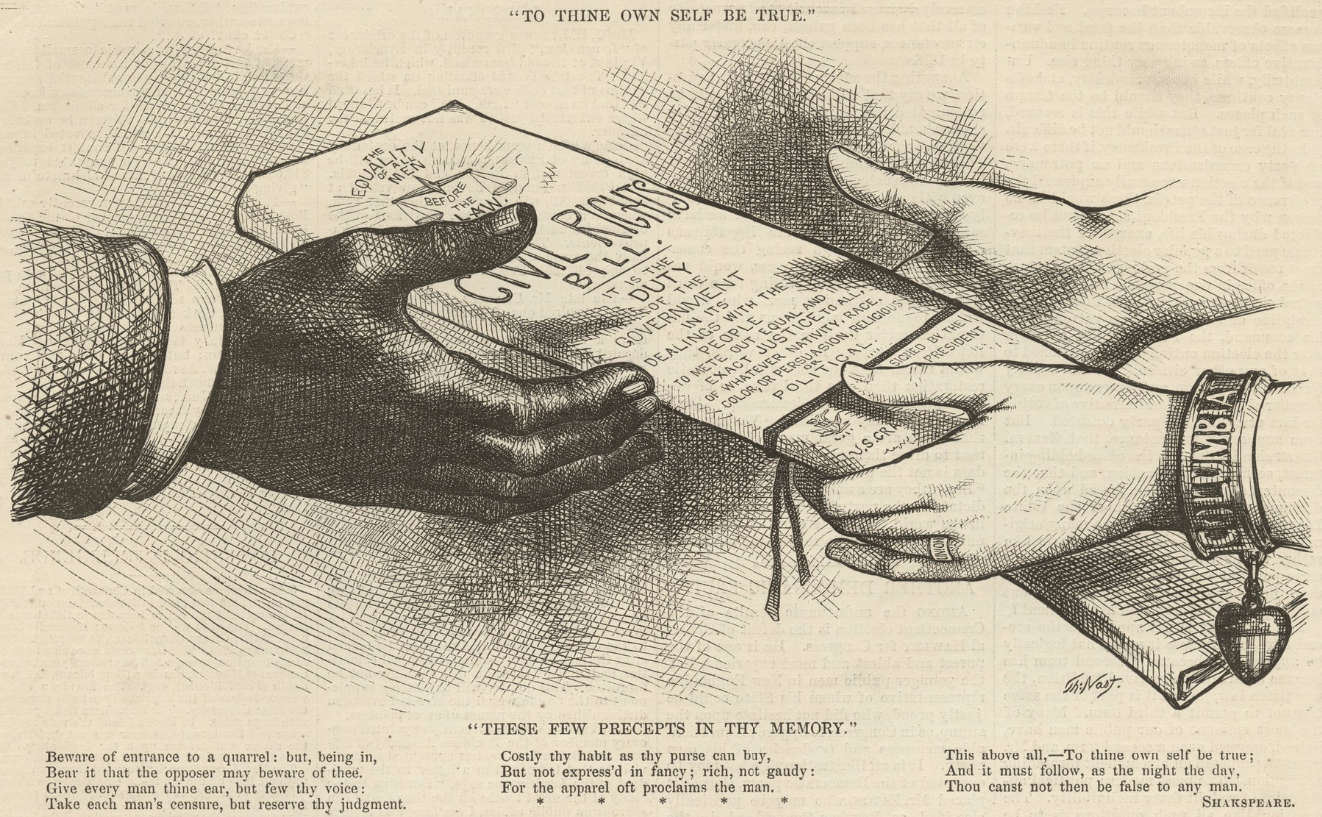 "TO THINE OWN SELF BE TRUE."
THE
EQUALITY
OF ALL
MEN
BEFORE
THE
LAW.
CIVIL RIGHTS
BILL.
IT IS THE
DUTY
OF THE
GOVERNMENT
IN ITS'
DEALINGS WITH THE
PEOPLE
TO METE OUT EQUAL AND
EXACT JUSTICE TO ALL,
OF WHATEVER NATIVITY, RACE,
COLOR, OR PERSUASION, RELIGIOUS
POLITICAL.
SIGNED BY THE
PRESIDENT
U.S. GR
COLUMBIA
Th: Nast.
"THESE FEW PRECEPTS IN THY MEMORY."
Beware of entrance to a quarrel: but, being in,
Bear it that the opposer may beware of thee.
Give every man thine ear, but few thy voice:
Take each man's censure, but reserve thy judgment.
Costly thy habit as thy purse can buy,
But not express'd in fancy; rich, not gaudy:
For the apparel oft proclaims the man.
* * * * *
This above all,—To thine own self be true;
And it must follow, as the night the day,
Thou canst not then be false to any man.
SHAKSPEARE.